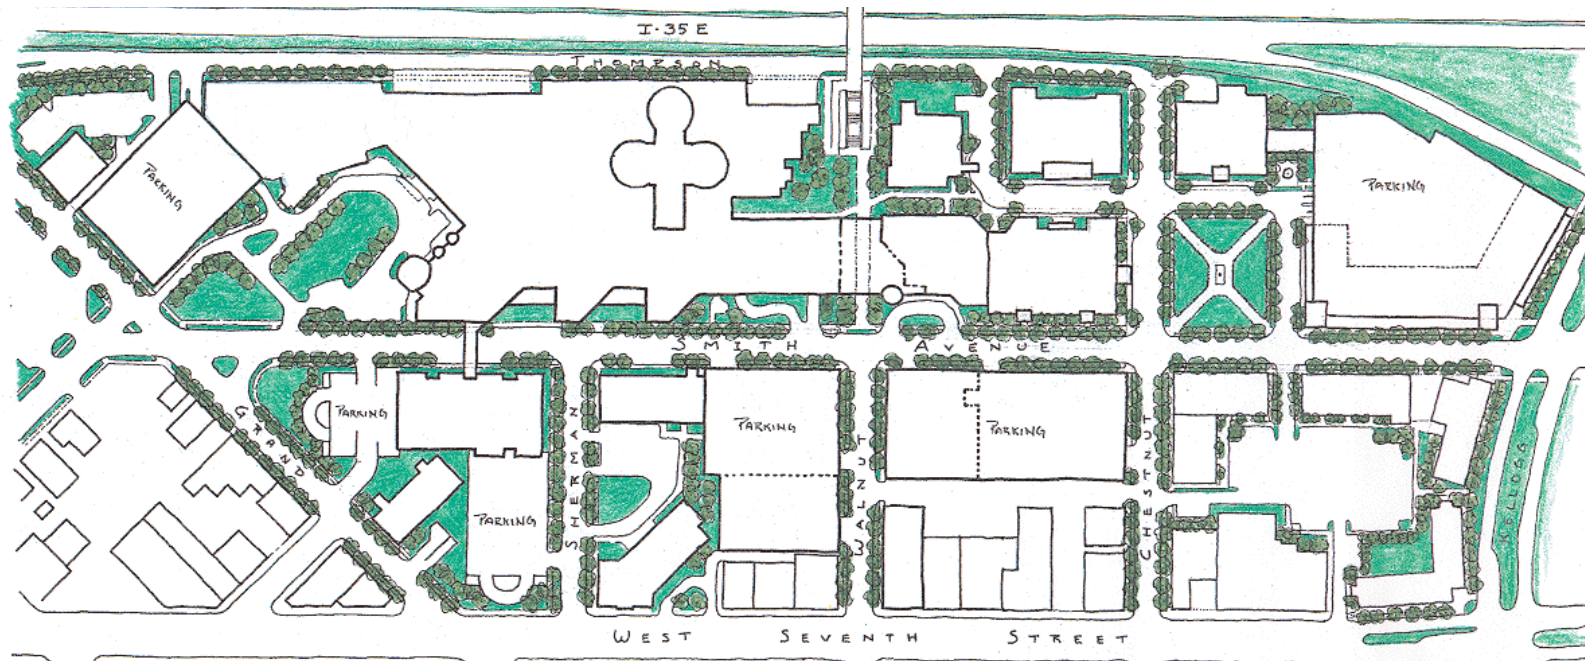 I-35E
THOMPSON
PARKING
PARKING
SMITH AVENUE
GRAND
PARKING
SHERMAN
PARKING
PARKING
WALNUT
PARKING
CHESTNUT
KELLOGG
WEST SEVENTH STREET